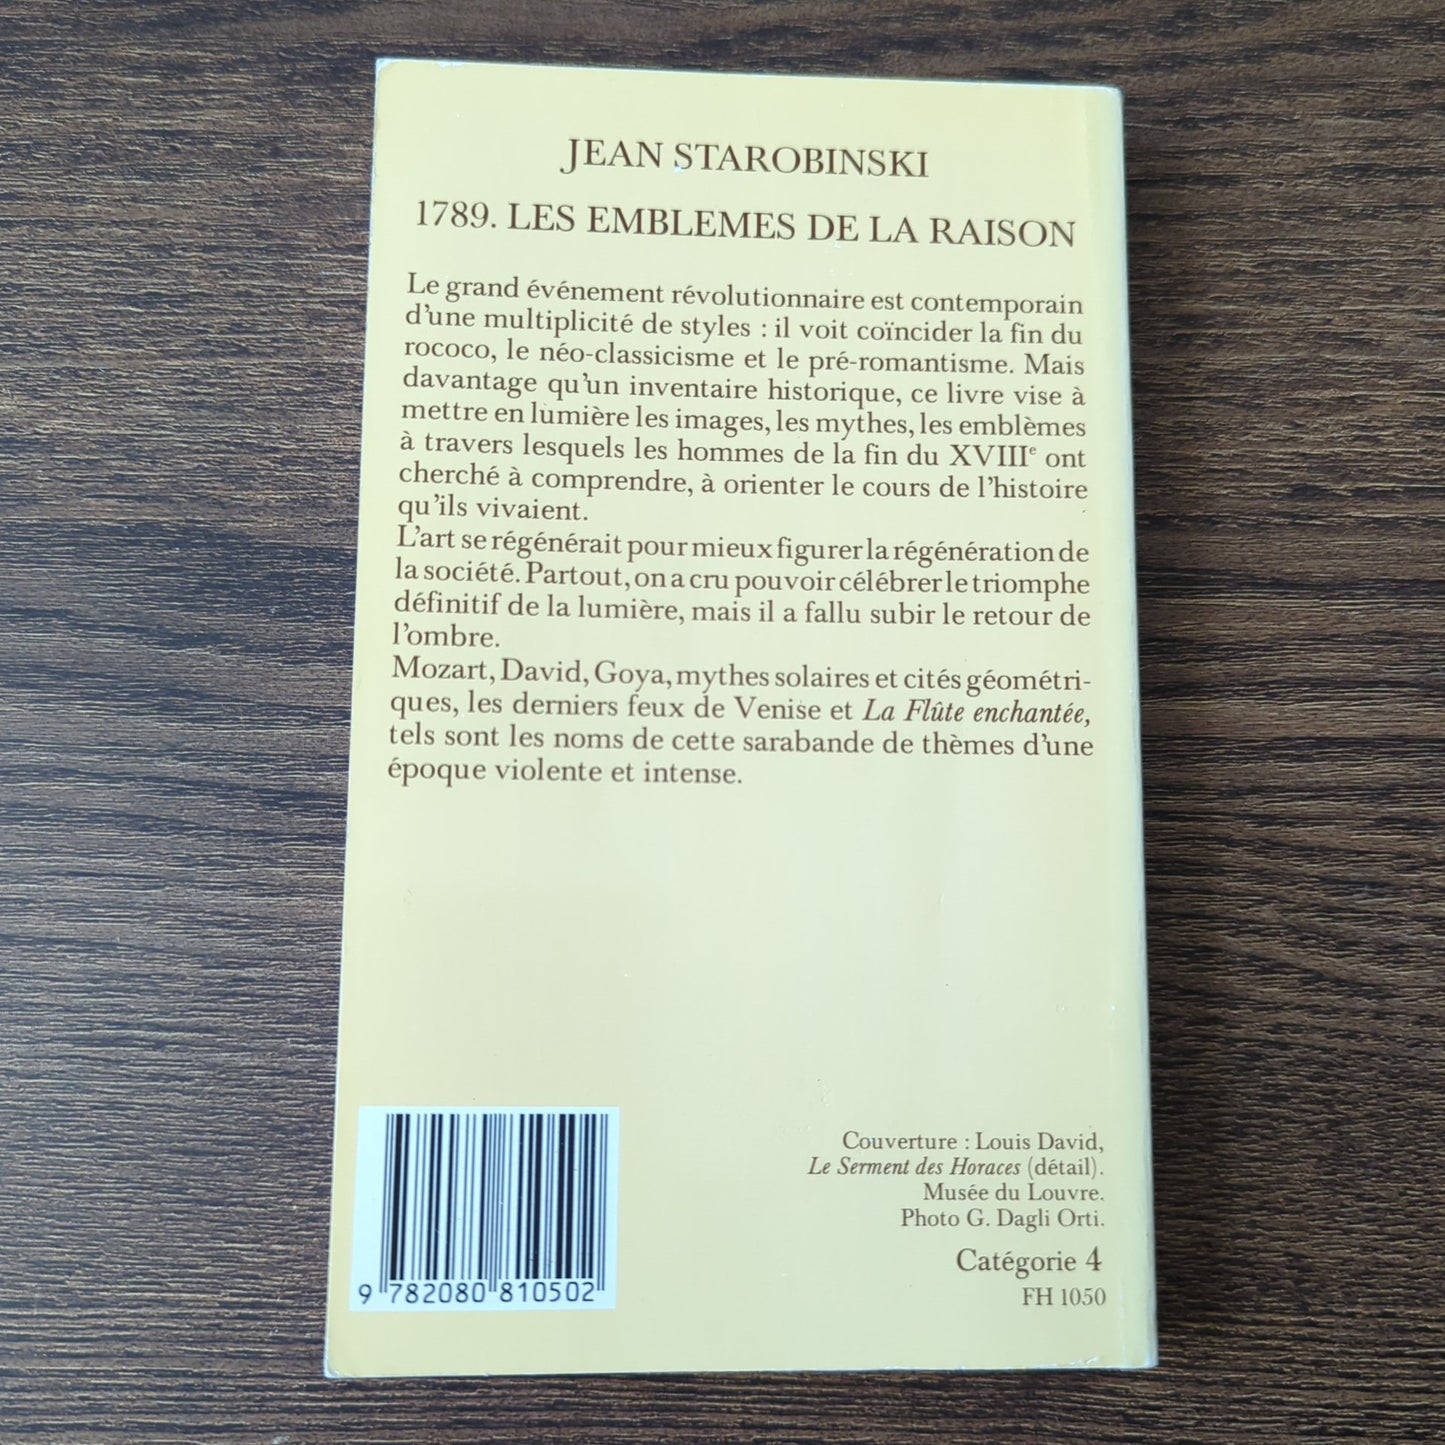 JEAN STAROBINSKI
1789. LES EMBLEMES DE LA RAISON
Le grand événement révolutionnaire est contemporain
d'une multiplicité de styles : il voit coïncider la fin du
rococo, le néo-classicisme et le pré-romantisme. Mais
davantage qu'un inventaire historique, ce livre vise à
mettre en lumière les images, les mythes, les emblèmes
à travers lesquels les hommes de la fin du XVIIIᵉ ont
cherché à comprendre, à orienter le cours de l'histoire
qu'ils vivaient.
L'art se régénérait pour mieux figurer la régénération de
la société. Partout, on a cru pouvoir célébrer le triomphe
définitif de la lumière, mais il a fallu subir le retour de
l'ombre.
Mozart, David, Goya, mythes solaires et cités géométri-
ques, les derniers feux de Venise et La Flûte enchantée,
tels sont les noms de cette sarabande de thèmes d'une
époque violente et intense.
Couverture : Louis David,
Le Serment des Horaces (détail).
Musée du Louvre.
Photo G. Dagli Orti.
Catégorie 4
FH 1050
9 782080 810502